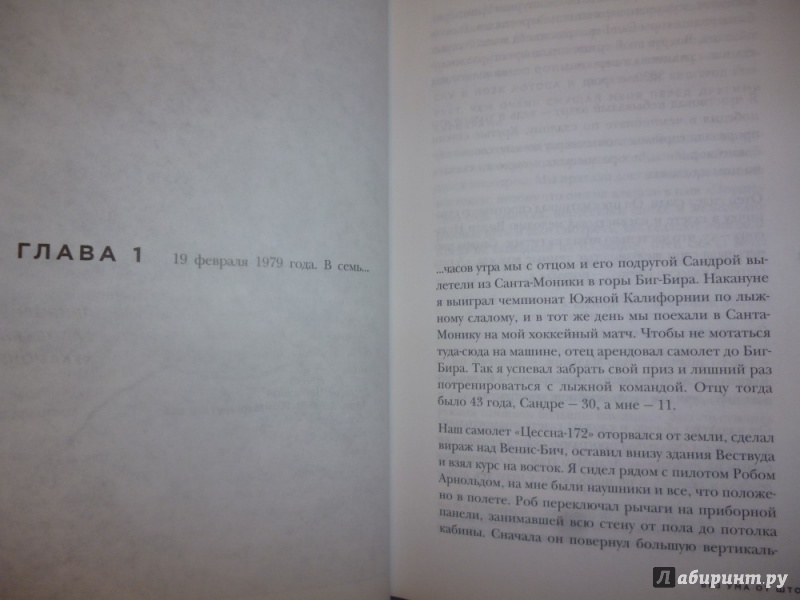 ГЛАВА 1
19 февраля 1979 года. В семь...
...часов утра мы с отцом и его подругой Сандрой вы-
летели из Санта-Моники в горы Биг-Бира. Накануне
я выиграл чемпионат Южной Калифорнии по лыж-
ному слалому, и в тот же день мы поехали в Санта-
Монику на мой хоккейный матч. Чтобы не мотаться
туда-сюда на машине, отец арендовал самолет до Биг-
Бира. Так я успевал забрать свой приз и лишний раз
потренироваться с лыжной командой. Отцу тогда
было 43 года, Сандре — 30, а мне — 11.
Наш самолет «Цессна-172» оторвался от земли, сделал
вираж над Венис-Бич, оставил внизу здания Вествуда
и взял курс на восток. Я сидел рядом с пилотом Робом
Арнольдом, на мне были наушники и все, что положе-
но в полете. Роб переключал рычаги на приборной
панели, занимавшей всю стену от пола до потолка
кабины. Сначала он повернул большую вертикаль-
УМА ОТ ШТО
Лабиринт.ру